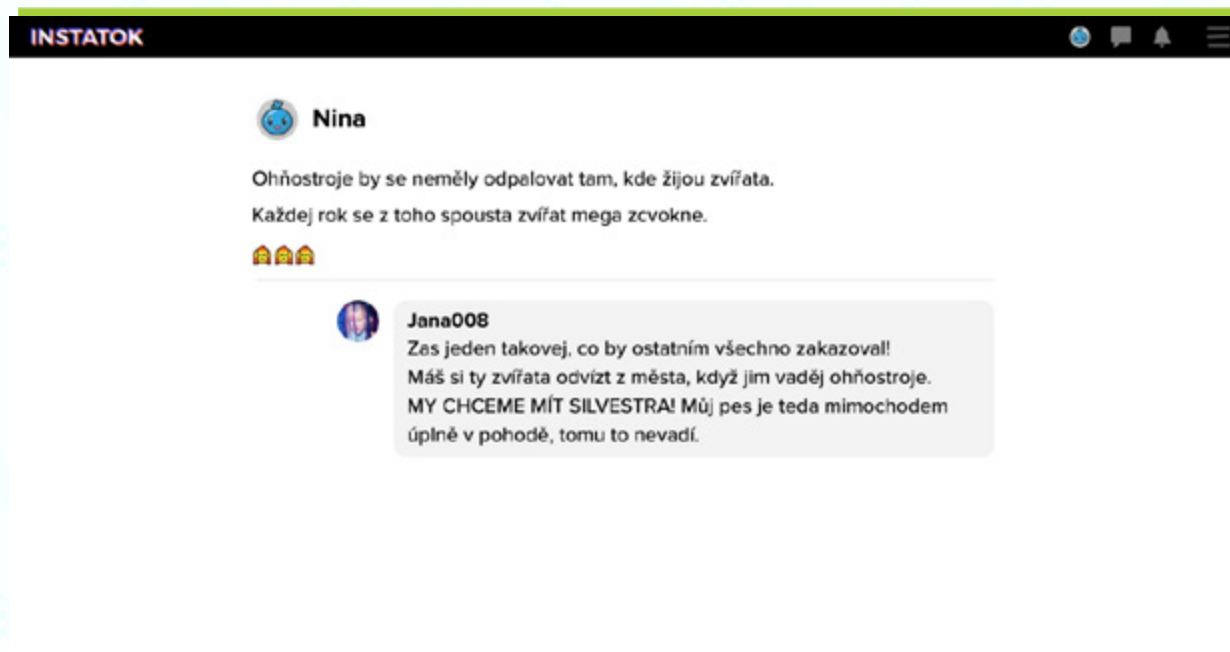 INSTATOK
Nina
Ohňostroje by se neměly odpalovat tam, kde žijou zvířata.
Každej rok se z toho spousta zvířat mega zcvokne.
Jana008
Zas jeden takovej, co by ostatním všechno zakazoval!
Máš si ty zvířata odvízt z města, když jim vaděj ohňostroje.
MY CHCEME MÍT SILVESTRA! Můj pes je teda mimochodem
úplně v pohodě, tomu to nevadí.